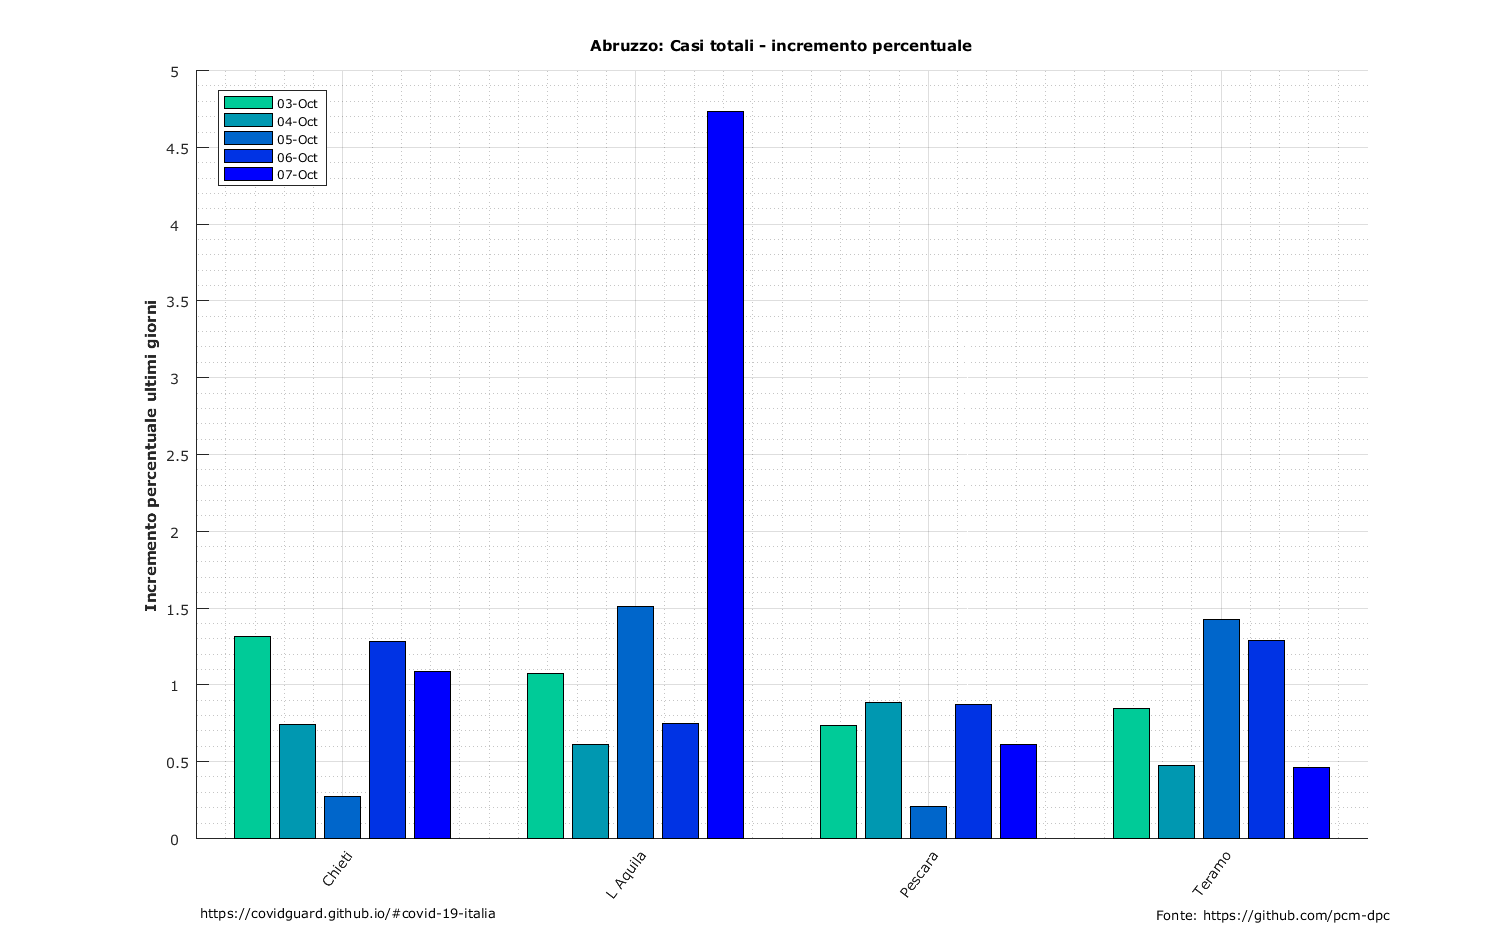 Abruzzo: Casi totali - incremento percentuale
03-Oct
04-Oct
05-Oct
06-Oct
07-Oct
Incremento percentuale ultimi giorni
5
4.5
4
3.5
3
2.5
2
1.5
1
0.5
0
Chieti
L Aquila
Pescara
Teramo
https://covidguard.github.io/#covid-19-italia
Fonte: https://github.com/pcm-dpc